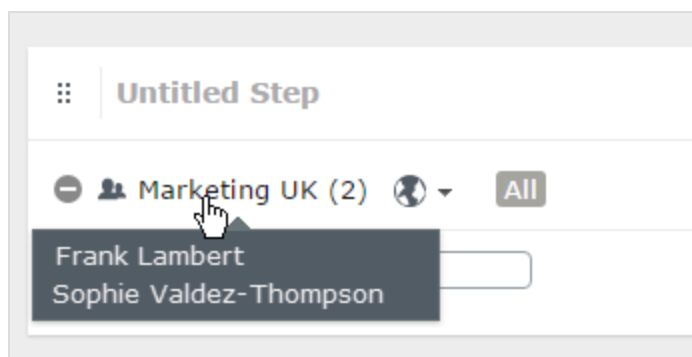 Untitled Step
Marketing UK (2) All
Frank Lambert
Sophie Valdez-Thompson